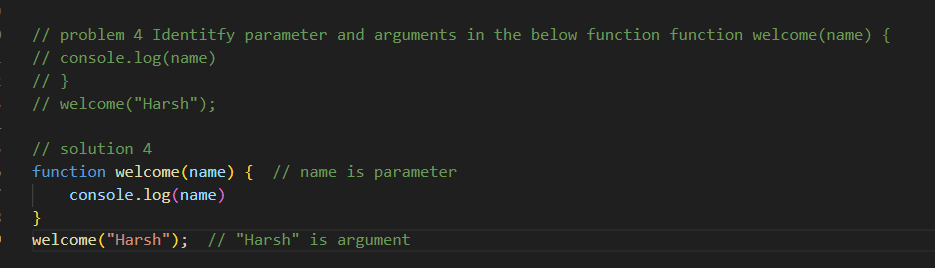 // problem 4 Identitfy parameter and arguments in the below function function welcome(name) {
// console.log(name)
// }
// welcome("Harsh");
// solution 4
function welcome(name) {  // name is parameter
    console.log(name)
}
welcome("Harsh");  // "Harsh" is argument